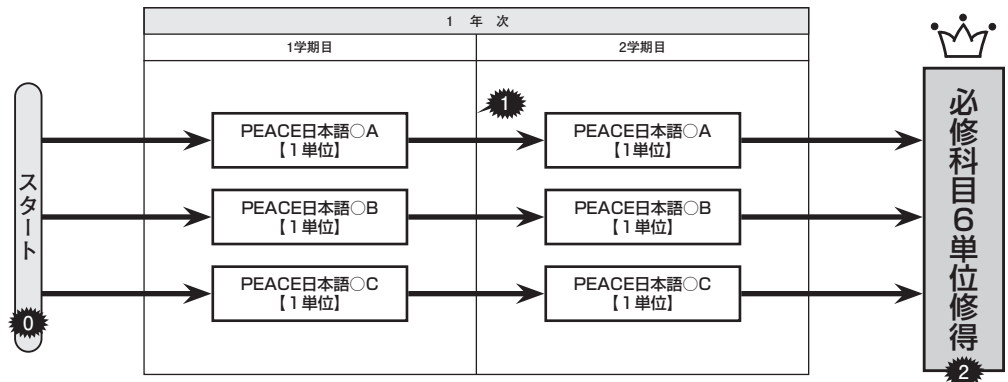 1 年 次
1学期目
2学期目
スタート
0
PEACE日本語○A
【1単位】
1
PEACE日本語○A
【1単位】
PEACE日本語○B
【1単位】
PEACE日本語○B
【1単位】
PEACE日本語○C
【1単位】
PEACE日本語○C
【1単位】
必修科目6単位修得
2